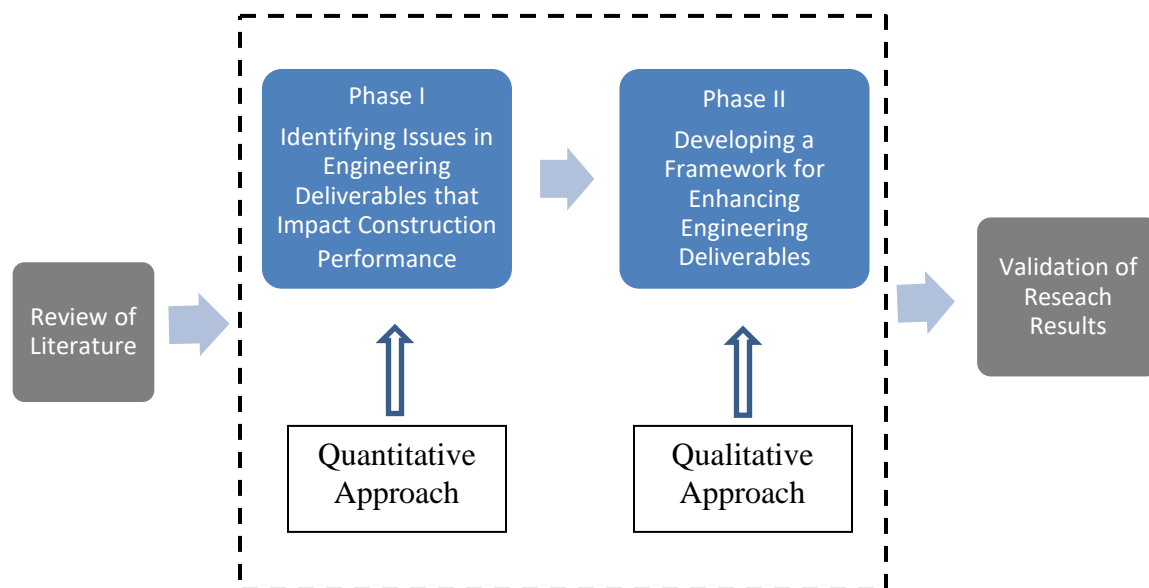 Review of
Literature
Phase I
Identifying Issues in
Engineering
Deliverables that
Impact Construction
Performance
Quantitative
Approach
Phase II
Developing a
Framework for
Enhancing
Engineering
Deliverables
Qualitative
Approach
Validation of
Reseach
Results